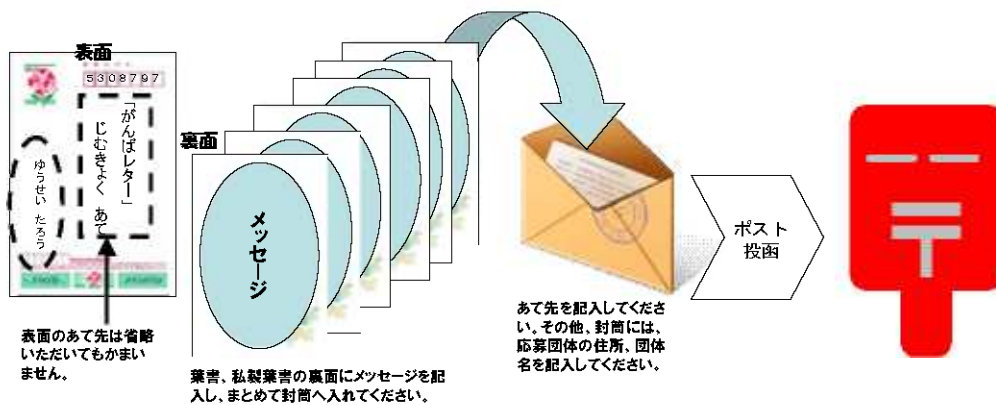 表面
5308797
「がんばレター」
じむきょく あて
ゆうせい たろう
表面のあて先は省略
いただいてもかまい
ません。
裏面
メッセージ
葉書、私製葉書の裏面にメッセージを記
入し、まとめて封筒へ入れてください。
あて先を記入してくださ
い。その他、封筒には、
応募団体の住所、団体
名を記入してください。
ポスト
投函